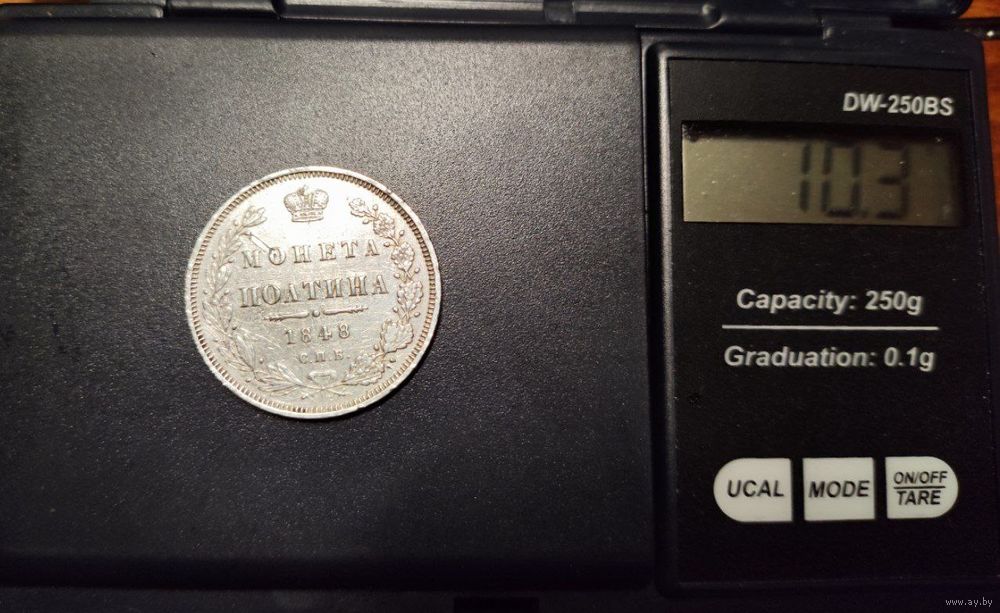 МОНЕТА
ПОЛТИНА
1848
С.П.Б.
DW-250BS
10.3
Capacity: 250g
Graduation: 0.1g
UCAL
MODE
ON/OFF
TARE
www.ay.by